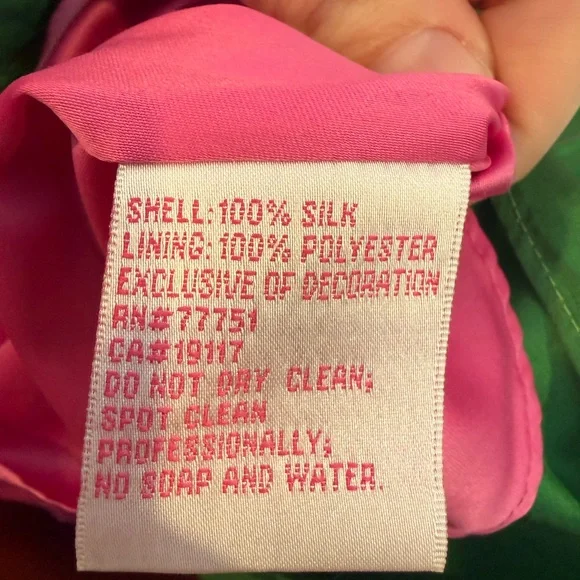 SHELL: 100% SILK
LINING: 100% POLYESTER
EXCLUSIVE OF DECORATION
RN#77751
CA#19117
DO NOT DRY CLEAN;
SPOT CLEAN
PROFESSIONALLY;
NO SOAP AND WATER.